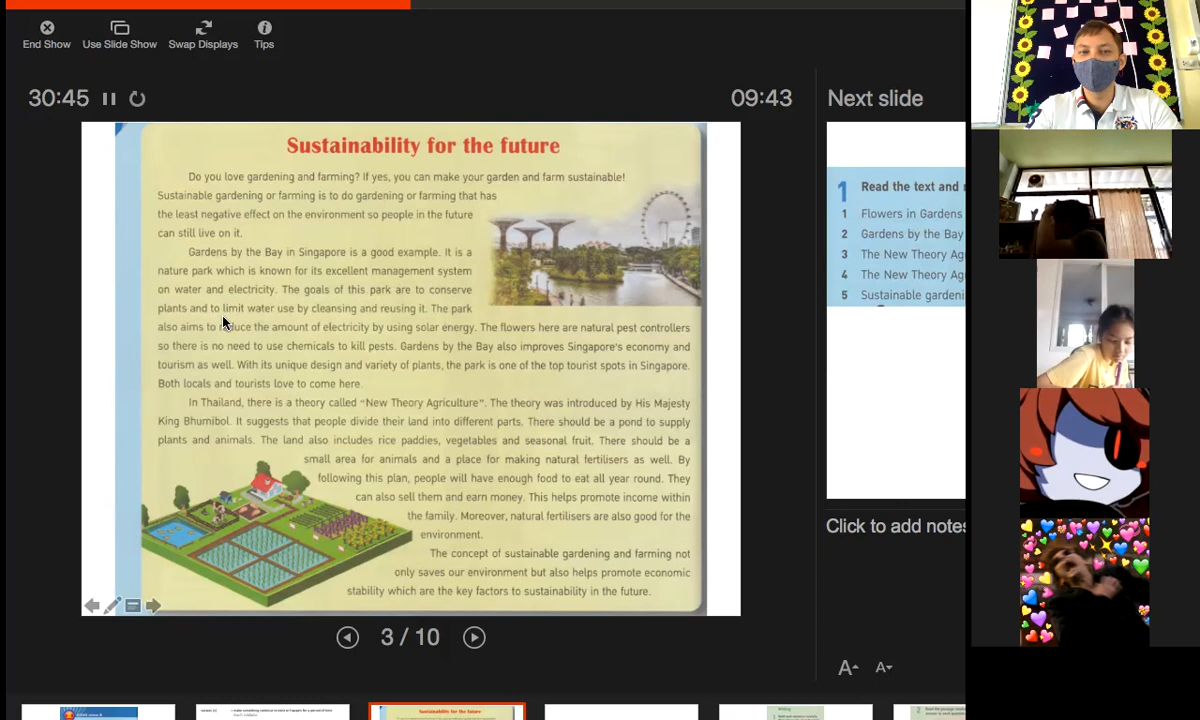 End Show
Use Slide Show
Swap Displays
Tips
30:45
09:43
Next slide
Sustainability for the future
Do you love gardening and farming? If yes, you can make your garden and farm sustainable!
Sustainable gardening or farming is to do gardening or farming that has
the least negative effect on the environment so people in the future
can still live on it.
Gardens by the Bay in Singapore is a good example. It is a
nature park which is known for its excellent management system
on water and electricity. The goals of this park are to conserve
plants and to limit water use by cleansing and reusing it. The park
also aims to reduce the amount of electricity by using solar energy. The flowers here are natural pest controllers
so there is no need to use chemicals to kill pests. Gardens by the Bay also improves Singapore's economy and
tourism as well. With its unique design and variety of plants, the park is one of the top tourist spots in Singapore.
Both locals and tourists love to come here.
In Thailand, there is a theory called "New Theory Agriculture". The theory was introduced by His Majesty
King Bhumibol. It suggests that people divide their land into different parts. There should be a pond to supply
plants and animals. The land also includes rice paddies, vegetables and seasonal fruit. There should be a
small area for animals and a place for making natural fertilisers as well. By
following this plan, people will have enough food to eat all year round. They
can also sell them and earn money. This helps promote income within
the family. Moreover, natural fertilisers are also good for the
environment.
The concept of sustainable gardening and farming not
only saves our environment but also helps promote economic
stability which are the key factors to sustainability in the future.
3 / 10
1 Read the text and
1 Flowers in Gardens
2 Gardens by the Bay
3 The New Theory Ag
4 The New Theory Ag
5 Sustainable gardeni
Click to add notes
A
A
Sustainability for the future
Writing